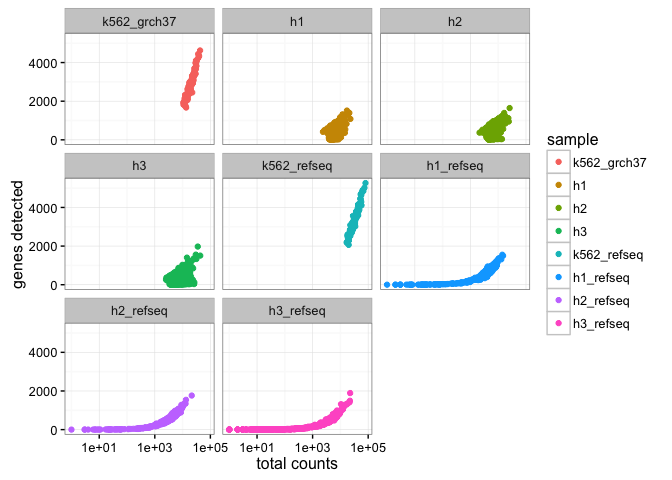 k562_grch37 h1 h2
4000
2000
0
h3 k562_refseq h1_refseq
4000
2000
0
h2_refseq h3_refseq
4000
2000
0
1e+01 1e+03 1e+05 1e+01 1e+03 1e+05
total counts
genes detected
sample
k562_grch37
h1
h2
h3
k562_refseq
h1_refseq
h2_refseq
h3_refseq